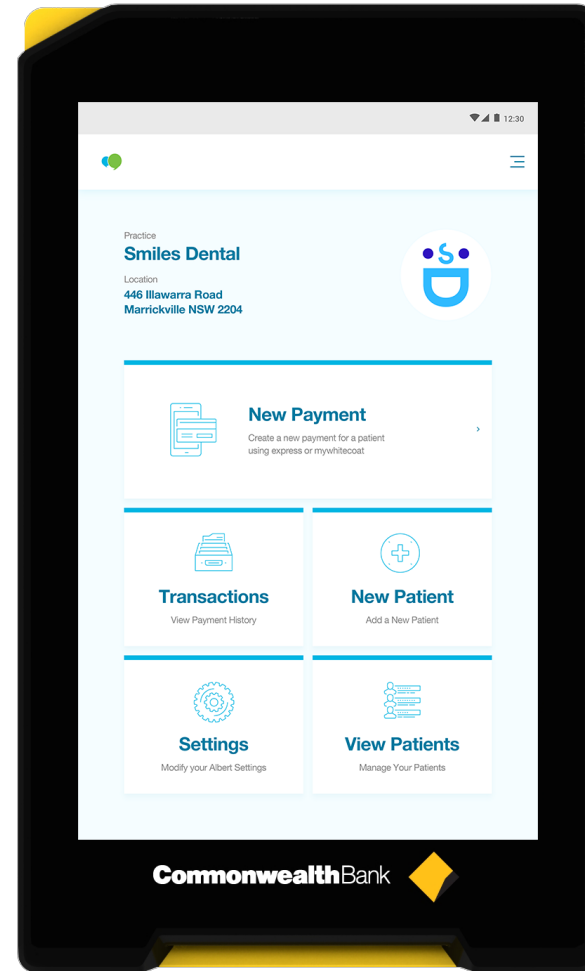 12:30
Practice
Smiles Dental
Location
446 Illawarra Road
Marrickville NSW 2204
New Payment
Create a new payment for a patient
using express or mywhitecoat
Transactions
View Payment History
New Patient
Add a New Patient
Settings
Modify your Albert Settings
View Patients
Manage Your Patients
CommonwealthBank